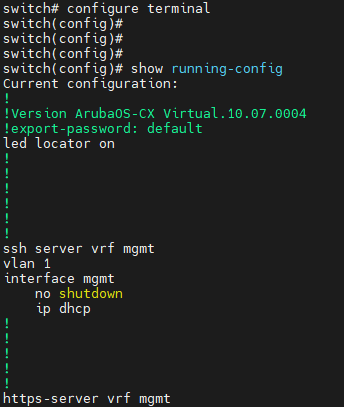 switch# configure terminal
switch(config)#
switch(config)#
switch(config)#
switch(config)# show running-config
Current configuration:
!
!Version ArubaOS-CX Virtual.10.07.0004
!export-password: default
led locator on
!
!
!
!
!
!
ssh server vrf mgmt
vlan 1
interface mgmt
    no shutdown
    ip dhcp
!
!
!
!
!
https-server vrf mgmt